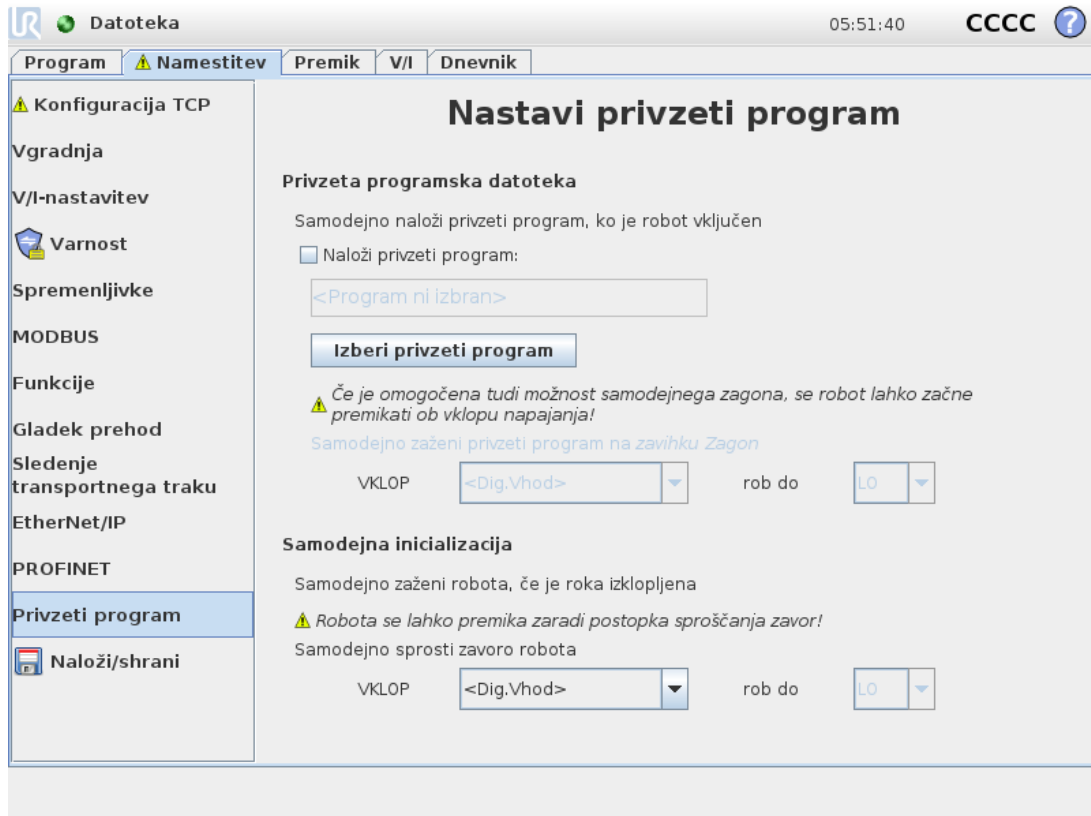 UR
Datoteka
05:51:40
CCCC
?
Program
Namestitev
Premik
V/I
Dnevnik
Konfiguracija TCP
Vgradnja
V/I-nastavitev
Varnost
Spremenljivke
MODBUS
Funkcije
Gladek prehod
Sledenje
transportnega traku
EtherNet/IP
PROFINET
Privzeti program
Naloži/shrani
Nastavi privzeti program
Privzeta programska datoteka
Samodejno naloži privzeti program, ko je robot vključen
Naloži privzeti program:
<Program ni izbran>
Izberi privzeti program
Če je omogočena tudi možnost samodejnega zagona, se robot lahko začne
premikati ob vklopu napajanja!
Samodejno zaženi privzeti program na zavihku Zagon
VKLOP <Dig.Vhod> rob do LO
Samodejna inicializacija
Samodejno zaženi robota, če je roka izklopljena
Robota se lahko premika zaradi postopka sproščanja zavor!
Samodejno sprosti zavoro robota
VKLOP <Dig.Vhod> rob do LO